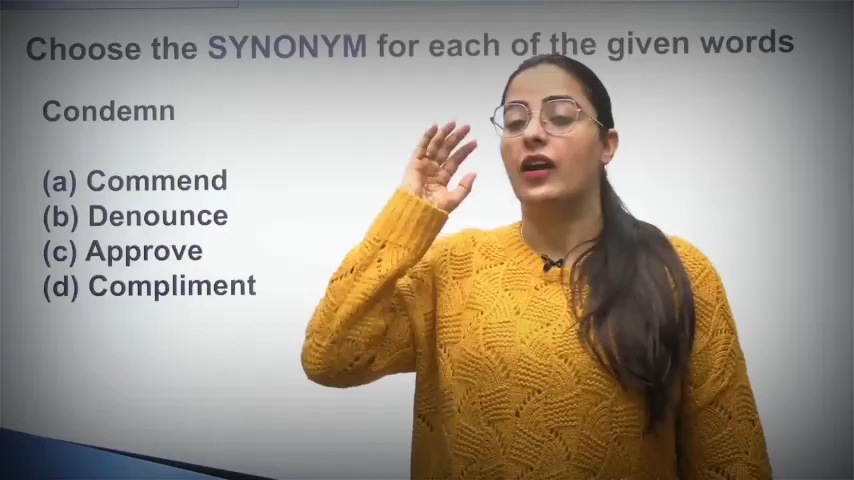 Choose the SYNONYM for each of the given words
Condemn
(a) Commend
(b) Denounce
(c) Approve
(d) Compliment